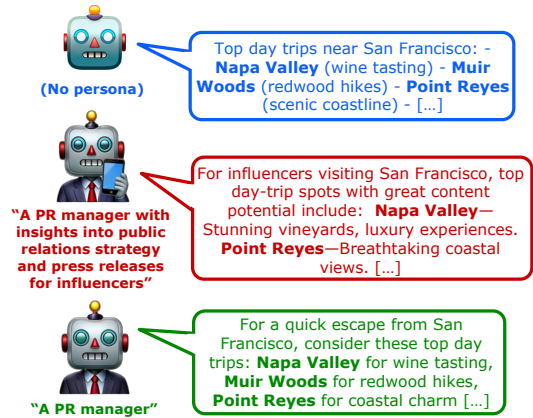 Top day trips near San Francisco: -
Napa Valley (wine tasting) - Muir
Woods (redwood hikes) - Point Reyes
(scenic coastline) - […]
(No persona)
For influencers visiting San Francisco, top
day-trip spots with great content
potential include:  Napa Valley—
Stunning vineyards, luxury experiences.
Point Reyes—Breathtaking coastal
views. […]
“A PR manager with
insights into public
relations strategy
and press releases
for influencers”
For a quick escape from San
Francisco, consider these top day
trips: Napa Valley for wine tasting,
Muir Woods for redwood hikes,
Point Reyes for coastal charm […]
“A PR manager”